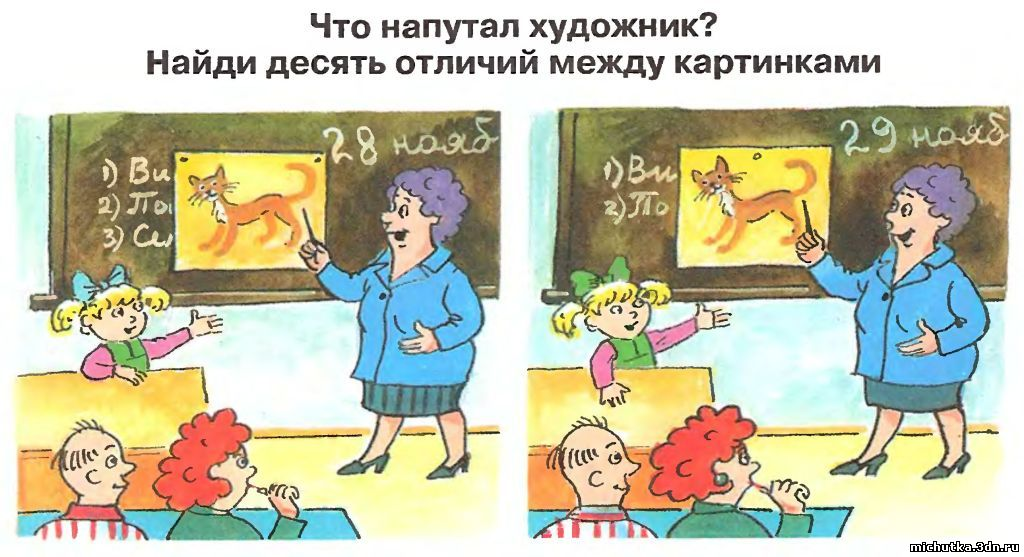 Что напутал художник?
Найди десять отличий между картинками
28 нояб
1) Ви
2) По
3) Си
29 нояб
1) Ви
2) По
michutka.3dn.ru